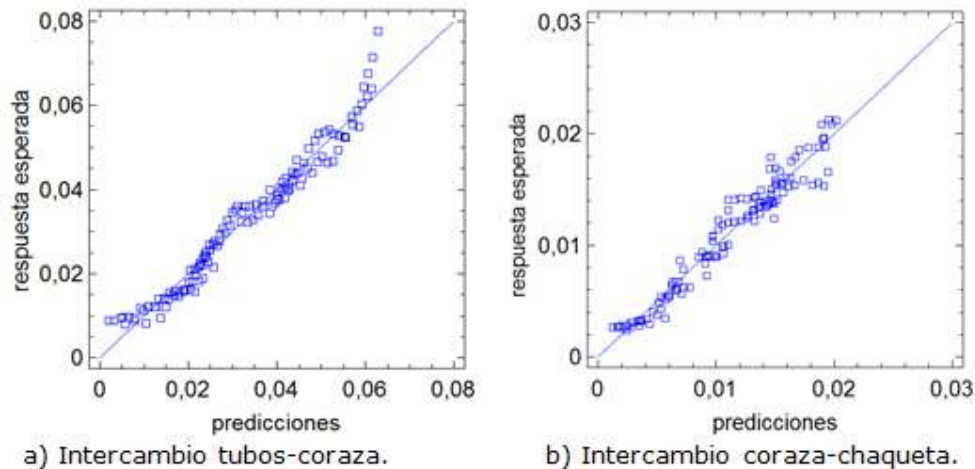 0,08
0,06
0,04
0,02
0
respuesta esperada
0 0,02 0,04 0,06 0,08
predicciones
a) Intercambio tubos-coraza.
0,03
0,02
0,01
0
respuesta esperada
0 0,01 0,02 0,03
predicciones
b) Intercambio coraza-chaqueta.